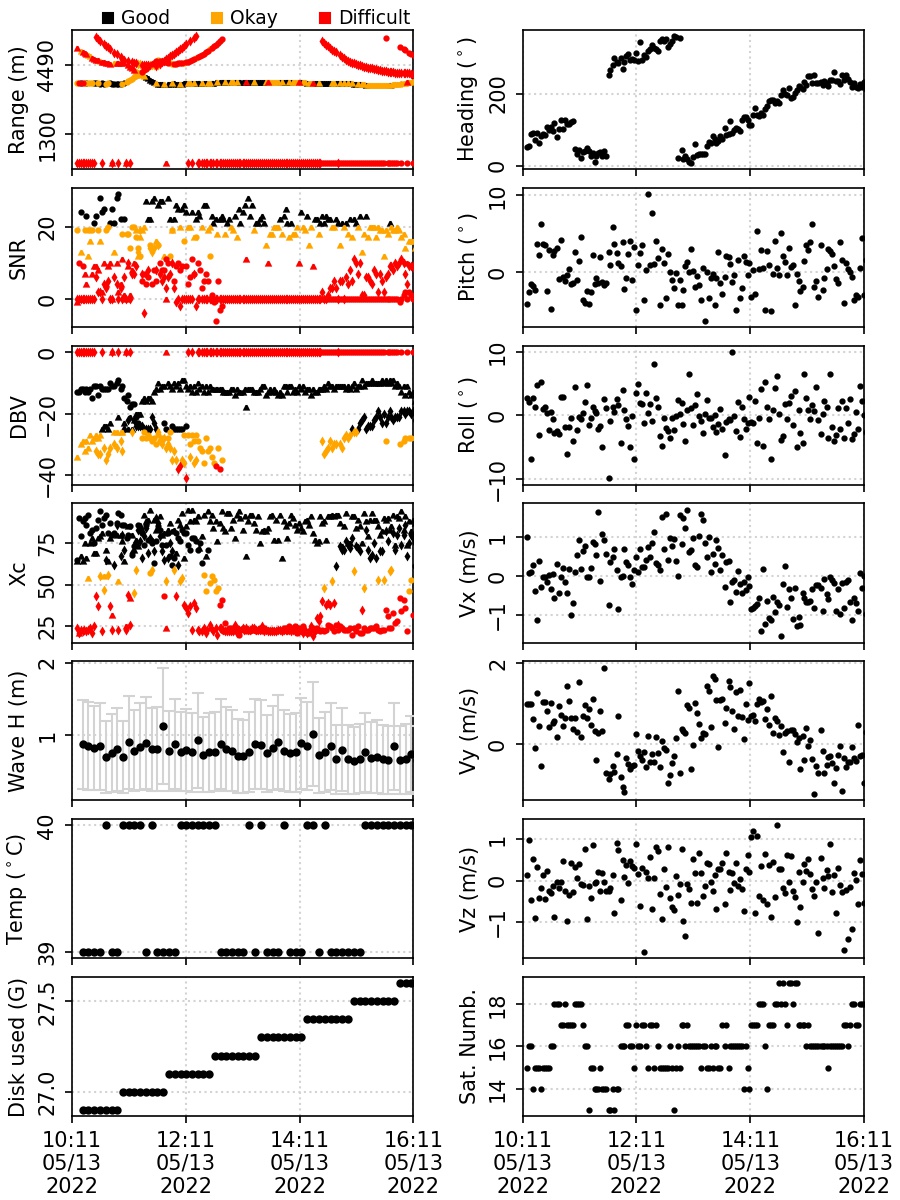 Good Okay Difficult
Range (m)
4490
1300
Heading (°)
200
0
SNR
20
0
Pitch (°)
10
0
DBV
0
−20
−40
Roll (°)
10
0
−10
Xc
75
50
25
Vx (m/s)
1
0
−1
Wave H (m)
2
1
Vy (m/s)
2
0
Temp (°C)
40
39
Vz (m/s)
1
0
−1
Disk used (G)
27.5
27.0
Sat. Numb.
18
16
14
10:11 12:11 14:11 16:11 10:11 12:11 14:11 16:11
05/13 05/13 05/13 05/13 05/13 05/13 05/13 05/13
2022 2022 2022 2022 2022 2022 2022 2022